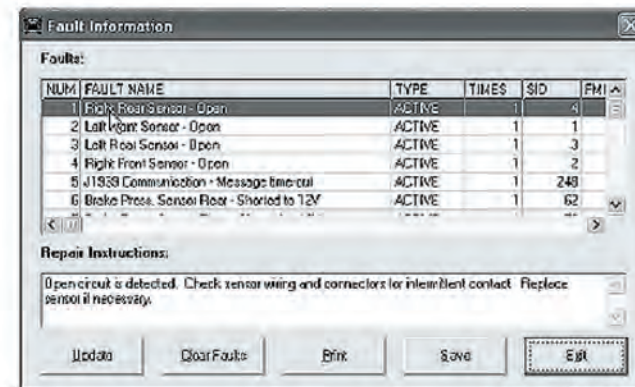 Fault Information
Faults:
NUM FAULT NAME TYPE TIMES SID FMI
1 Right Rear Sensor - Open ACTIVE 1 4
2 Left Front Sensor - Open ACTIVE 1 1
3 Left Rear Sensor - Open ACTIVE 1 3
4 Right Front Sensor - Open ACTIVE 1 2
5 J1939 Communication - Message time-out ACTIVE 1 248
6 Brake Press. Sensor Rear - Shorted to 12V ACTIVE 1 62
Repair Instructions:
Open circuit is detected. Check sensor wiring and connectors for intermittent contact. Replace
sensor if necessary.
Update Clear Faults Print Save Exit